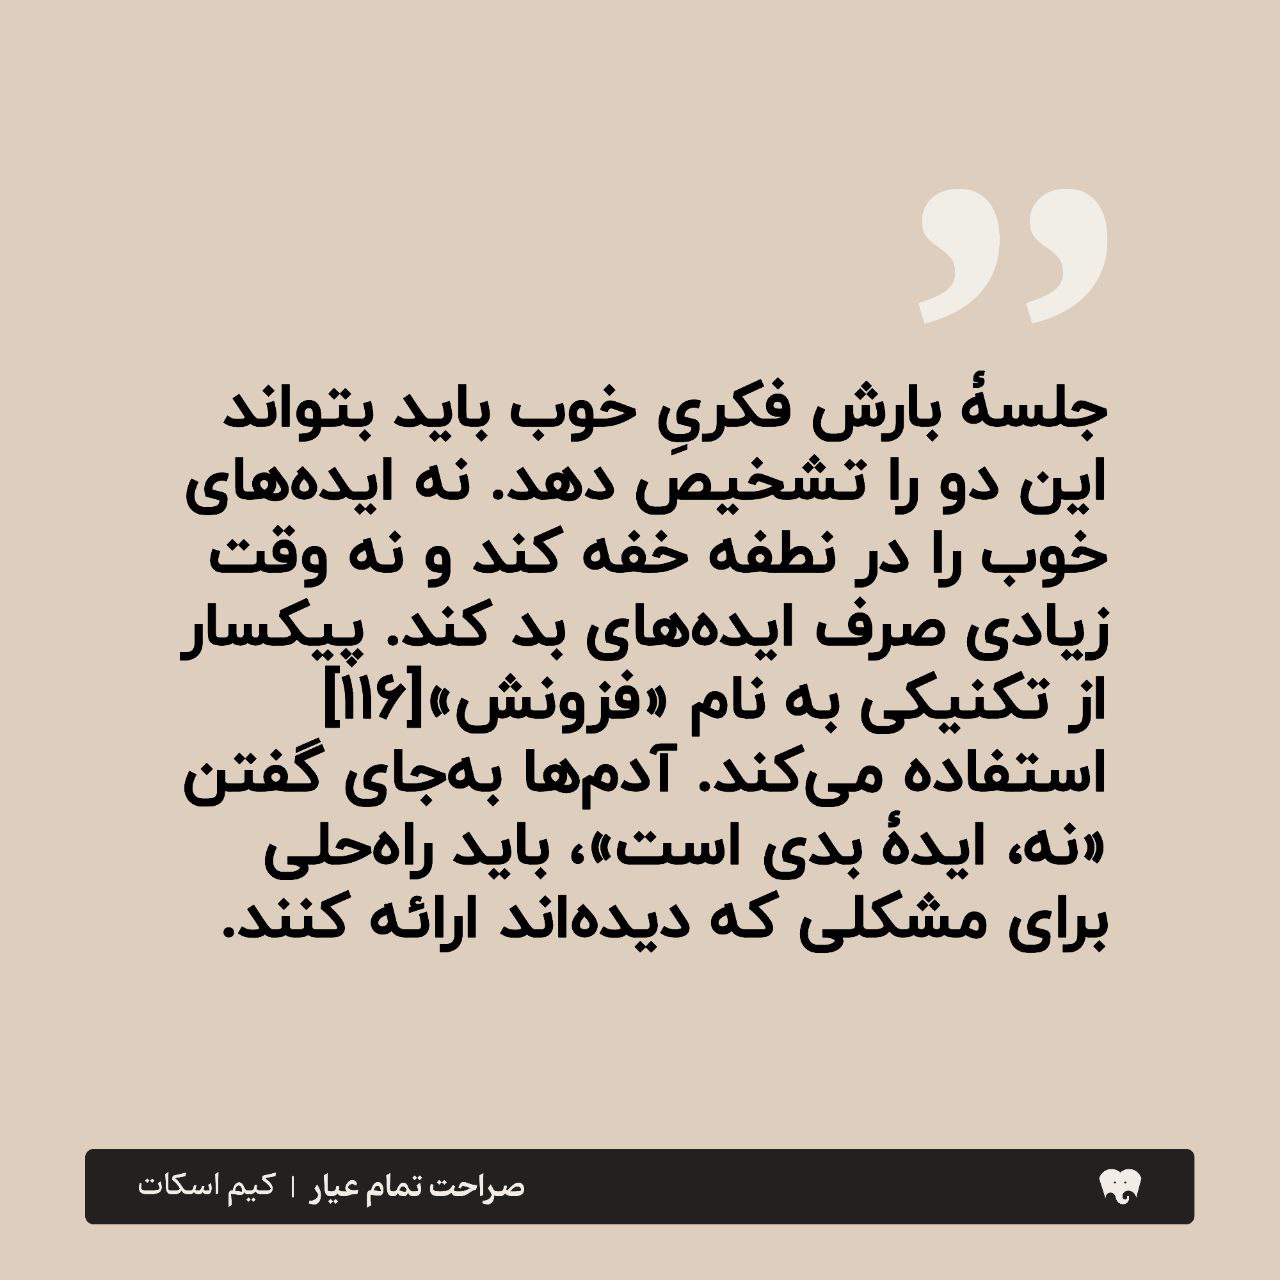 ”
جلسهٔ بارش فکریِ خوب باید بتواند
این دو را تشخیص دهد. نه ایده‌های
خوب را در نطفه خفه کند و نه وقت
زیادی صرف ایده‌های بد کند. پیکسار
از تکنیکی به نام «فزونش»[۱۱۶]
استفاده می‌کند. آدم‌ها به‌جای گفتن
«نه، ایدهٔ بدی است»، باید راه‌حلی
برای مشکلی که دیده‌اند ارائه کنند.
صراحت تمام عیار | کیم اسکات